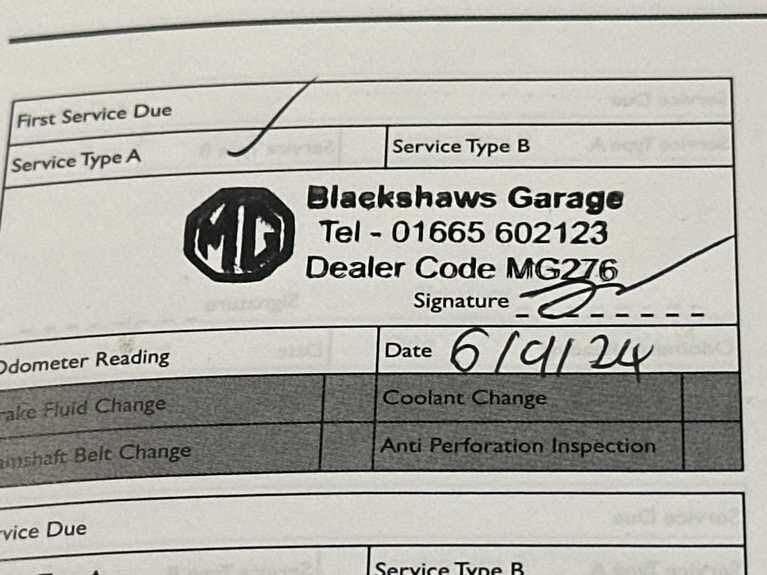 First Service Due
Service Type A
Service Type B
MG
Blackshaws Garage
Tel - 01665 602123
Dealer Code MG276
Signature
Odometer Reading
Date 6/9/24
rake Fluid Change
Coolant Change
amshaft Belt Change
Anti Perforation Inspection
rvice Due
Service Type B